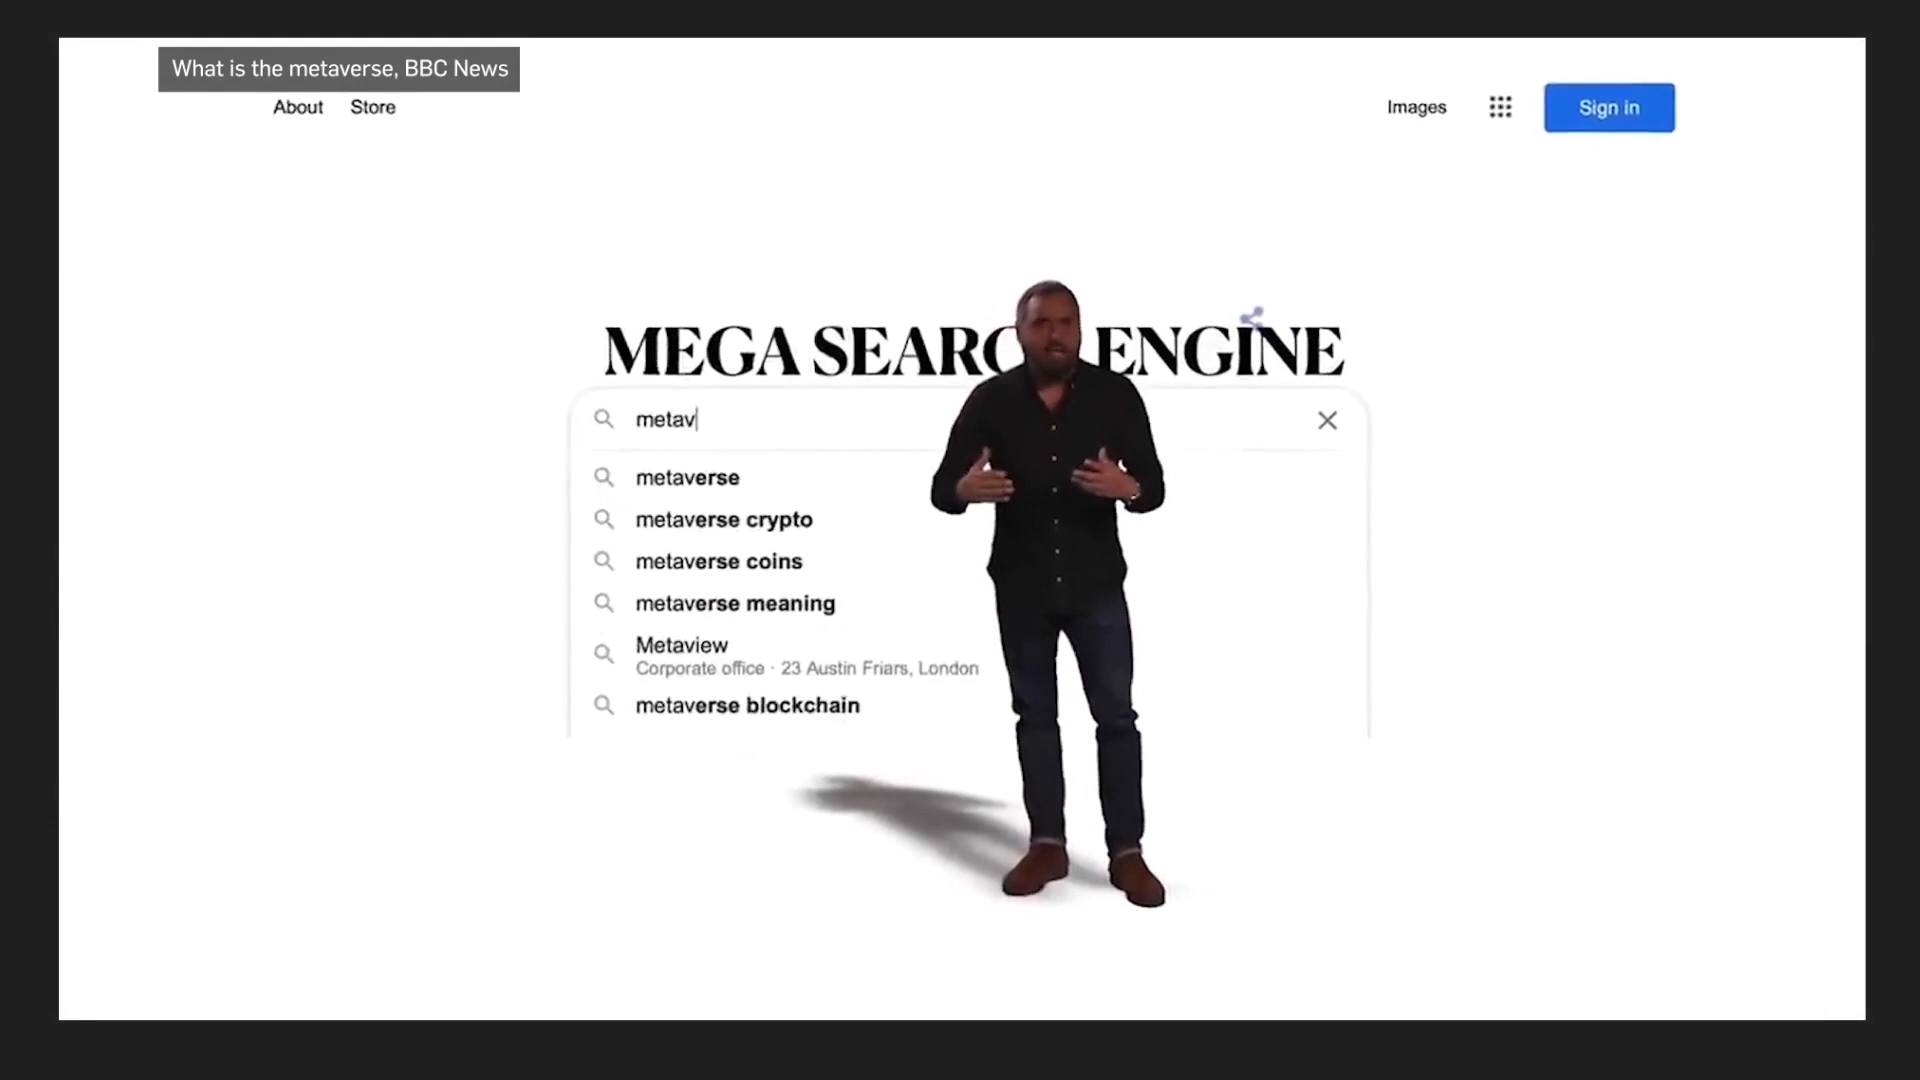 What is the metaverse, BBC News
About Store Images Sign in
MEGA SEARC ENGINE
metav
metaverse
metaverse crypto
metaverse coins
metaverse meaning
Metaview
Corporate office · 23 Austin Friars, London
metaverse blockchain